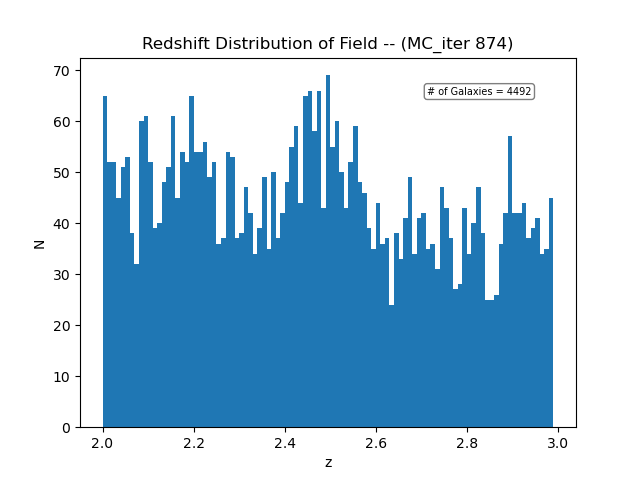 Redshift Distribution of Field -- (MC_iter 874)
# of Galaxies = 4492
70
60
50
40
30
20
10
0
N
2.0 2.2 2.4 2.6 2.8 3.0
z